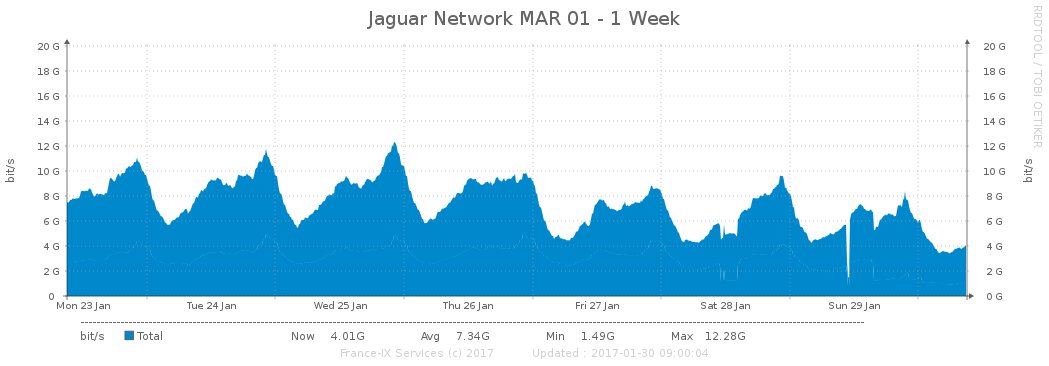 Jaguar Network MAR 01 - 1 Week
RRDTOOL / TOBI OETIKER
bit/s
20 G 20 G
18 G 18 G
16 G 16 G
14 G 14 G
12 G 12 G
10 G 10 G
8 G 8 G
6 G 6 G
4 G 4 G
2 G 2 G
0 0 G
bit/s
Mon 23 Jan Tue 24 Jan Wed 25 Jan Thu 26 Jan Fri 27 Jan Sat 28 Jan Sun 29 Jan
bit/s Total Now 4.01G Avg 7.34G Min 1.49G Max 12.28G
France-IX Services (c) 2017 Updated : 2017-01-30 09:00:04